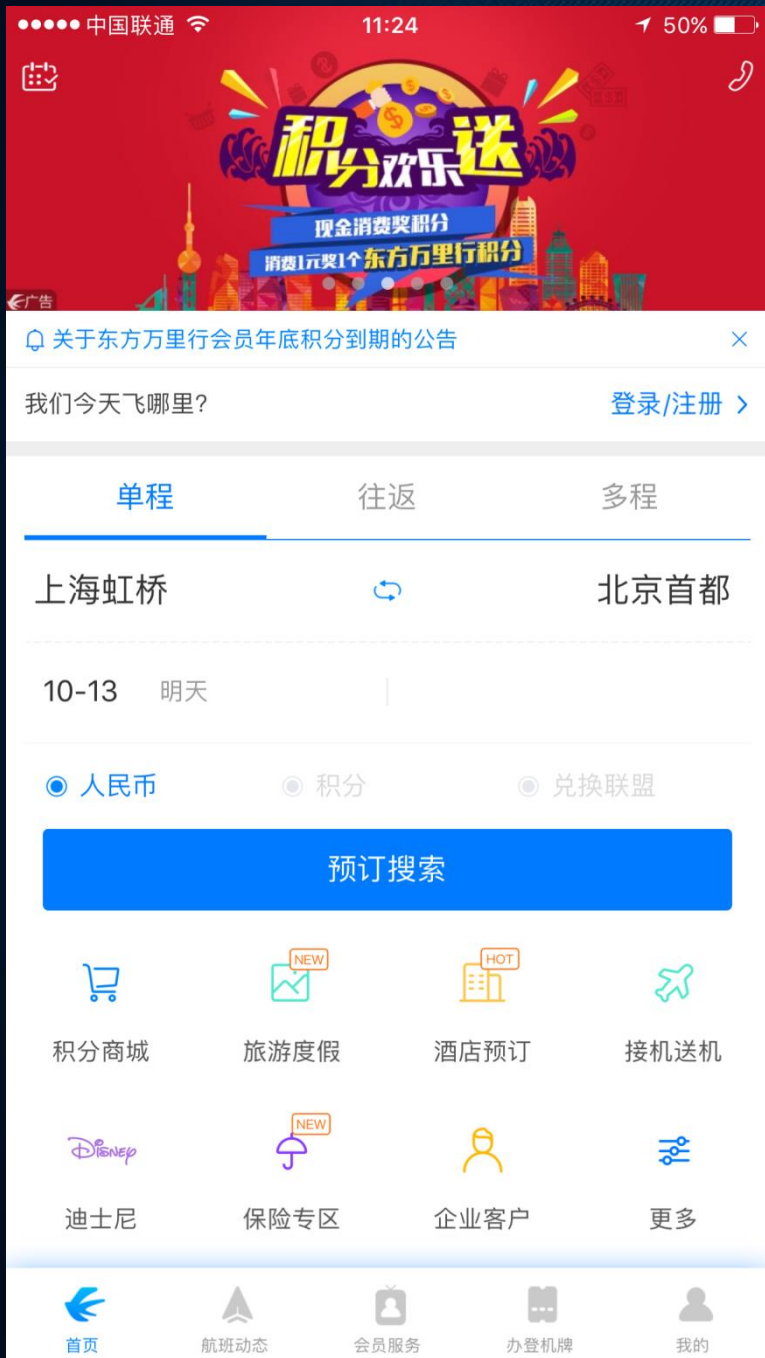 中国联通
11:24
50%
积分欢乐送
现金消费奖积分
消费1元奖1个东方万里行积分
广告
关于东方万里行会员年底积分到期的公告
我们今天飞哪里?
登录/注册
单程 往返 多程
上海虹桥 北京首都
10-13 明天
人民币 积分 兑换联盟
预订搜索
NEW HOT
积分商城 旅游度假 酒店预订 接机送机
Disney NEW
迪士尼 保险专区 企业客户 更多
首页 航班动态 会员服务 办登机牌 我的